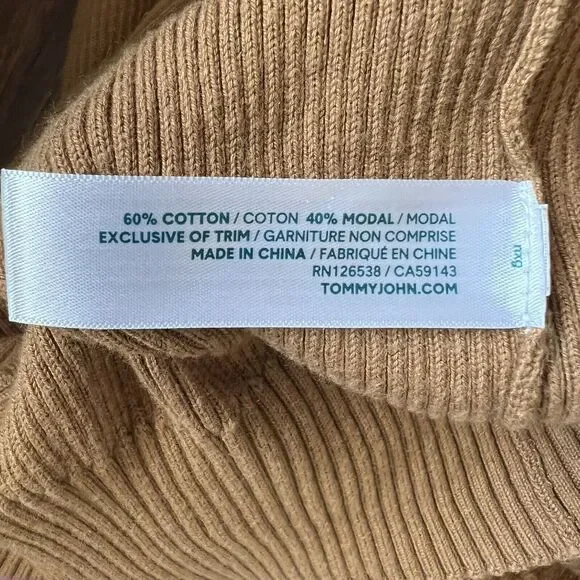 60% COTTON / COTON 40% MODAL / MODAL
EXCLUSIVE OF TRIM / GARNITURE NON COMPRISE
MADE IN CHINA / FABRIQUÉ EN CHINE
RN126538 / CA59143
TOMMYJOHN.COM